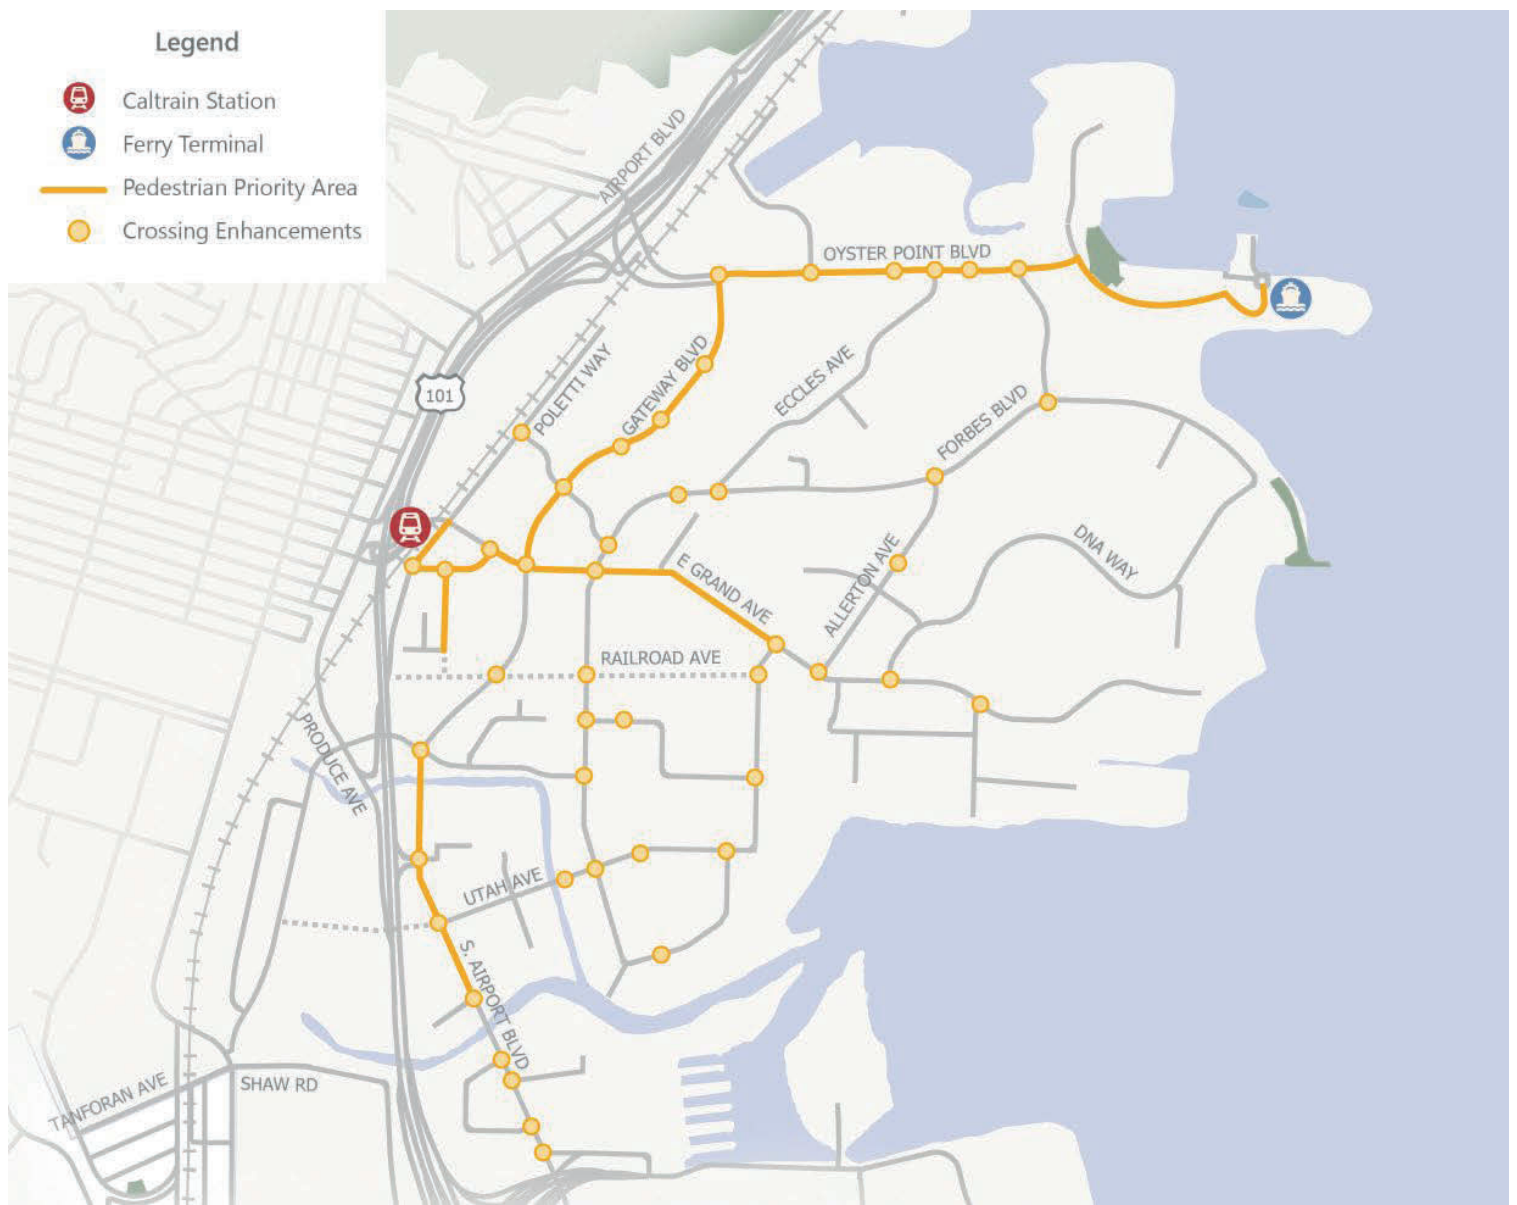 Legend
Caltrain Station
Ferry Terminal
Pedestrian Priority Area
Crossing Enhancements
AIRPORT BLVD
OYSTER POINT BLVD
101
POLETTI WAY
GATEWAY BLVD
ECCLES AVE
FORBES BLVD
E GRAND AVE
ALLERTON AVE
DNA WAY
RAILROAD AVE
PRODUCE AVE
UTAH AVE
S. AIRPORT BLVD
TANFORAN AVE
SHAW RD